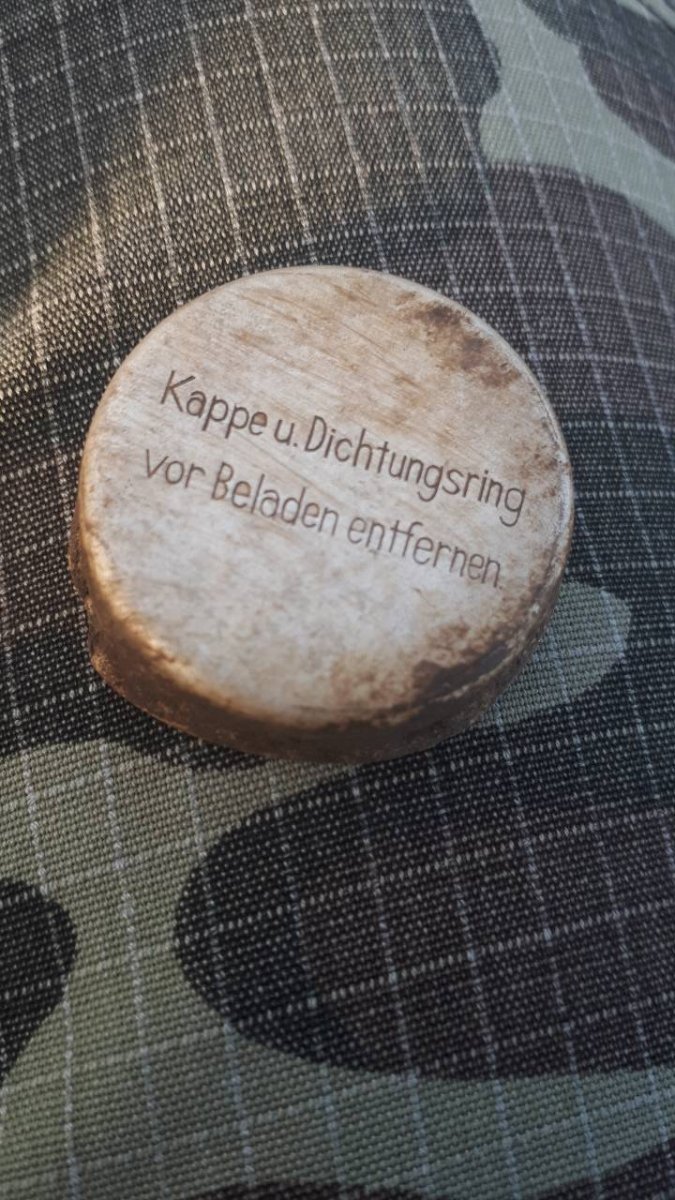 Kappe u. Dichtungsring
vor Beladen entfernen.